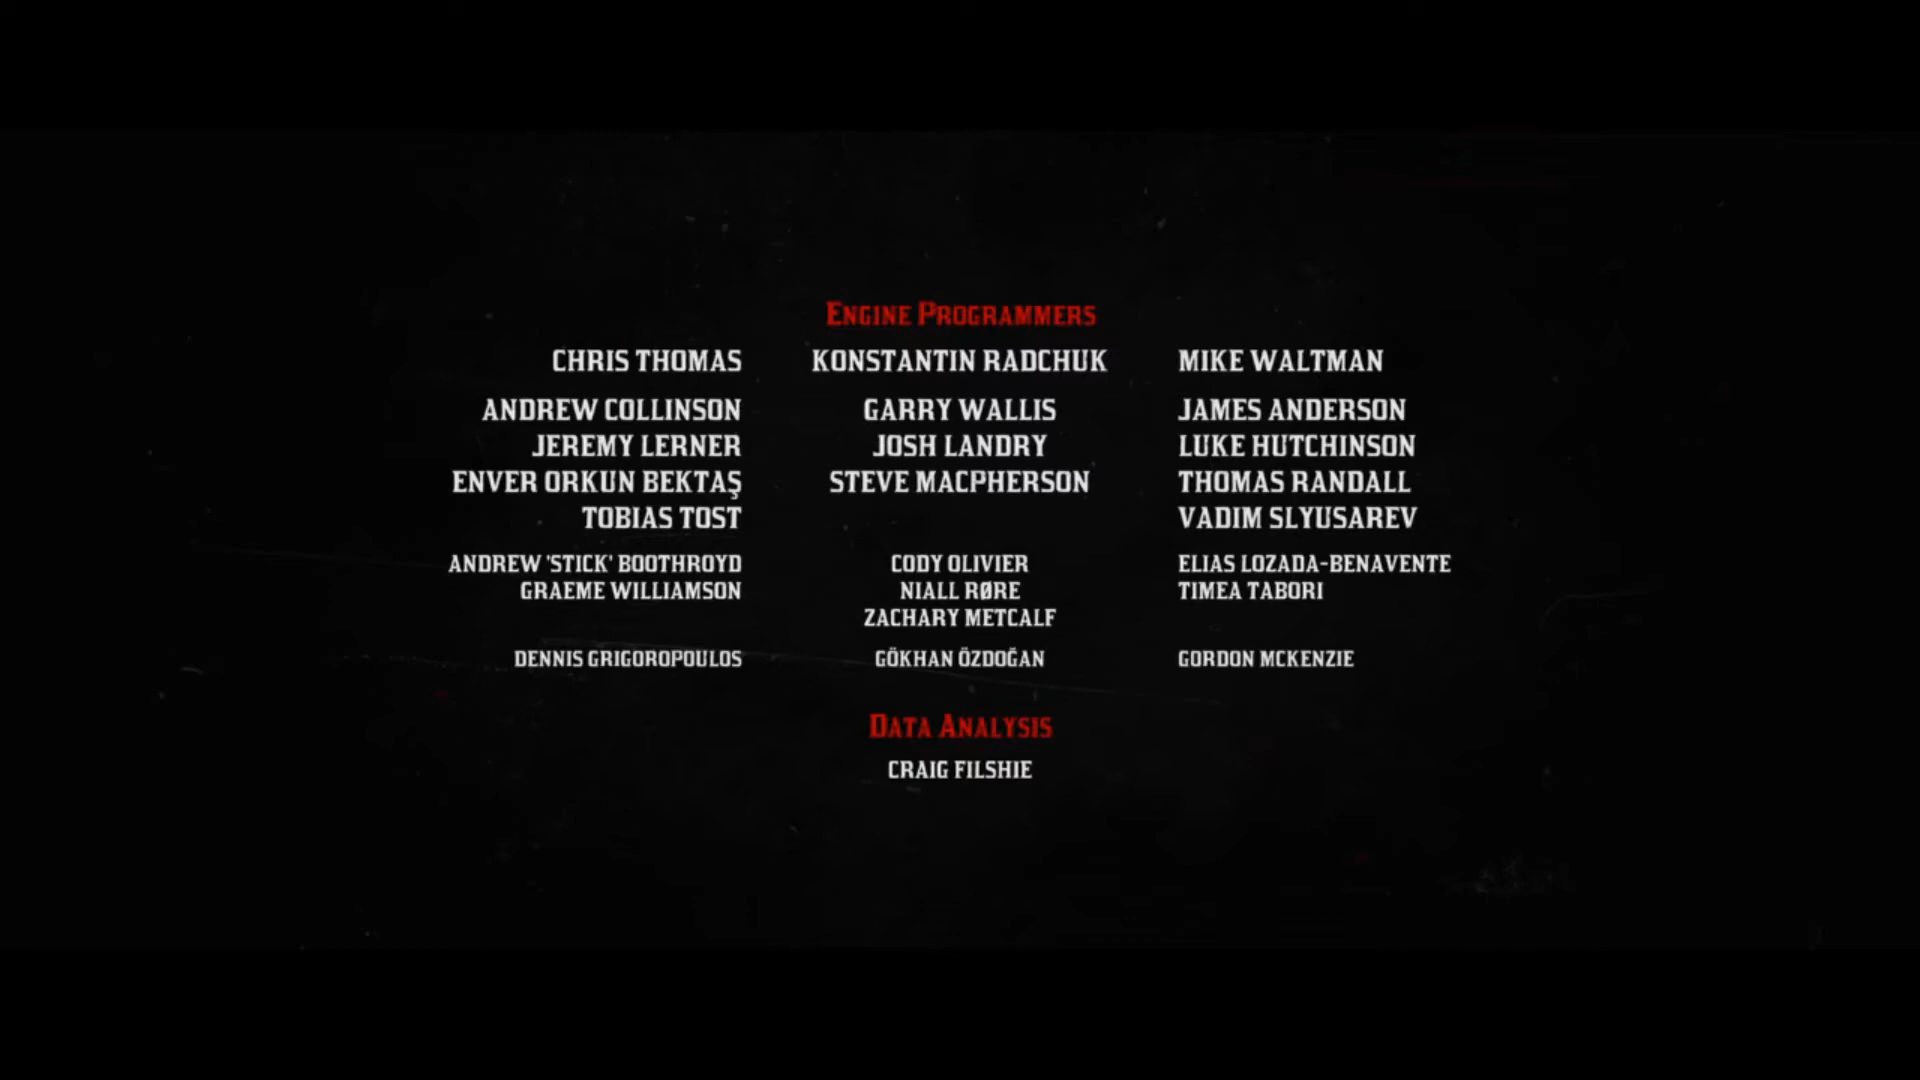 ENGINE PROGRAMMERS
CHRIS THOMAS KONSTANTIN RADCHUK MIKE WALTMAN
ANDREW COLLINSON GARRY WALLIS JAMES ANDERSON
JEREMY LERNER JOSH LANDRY LUKE HUTCHINSON
ENVER ORKUN BEKTAŞ STEVE MACPHERSON THOMAS RANDALL
TOBIAS TOST VADIM SLYUSAREV
ANDREW 'STICK' BOOTHROYD CODY OLIVIER ELIAS LOZADA-BENAVENTE
GRAEME WILLIAMSON NIALL RØRE TIMEA TABORI
ZACHARY METCALF
DENNIS GRIGOROPOULOS GÖKHAN ÖZDOĞAN GORDON MCKENZIE
DATA ANALYSIS
CRAIG FILSHIE